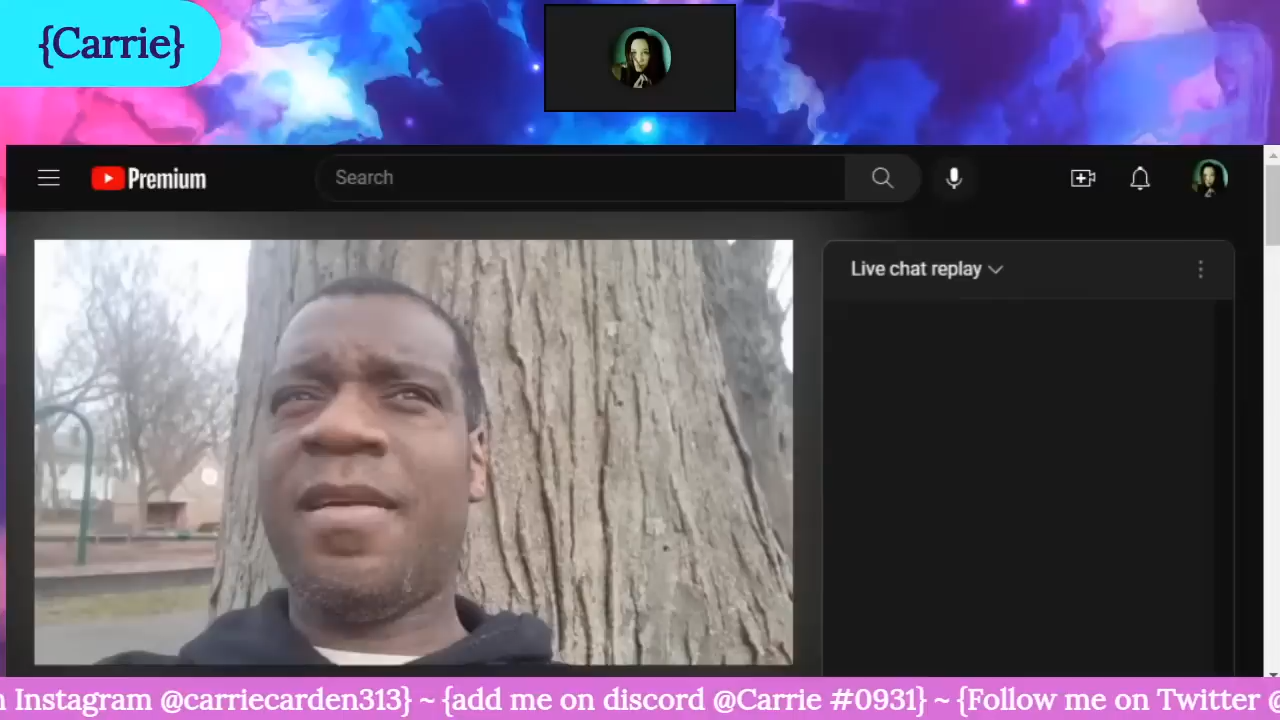 {Carrie}
Premium
Search
Live chat replay
Instagram @carriecarden313} ~ {add me on discord @Carrie #0931} ~ {Follow me on Twitter @